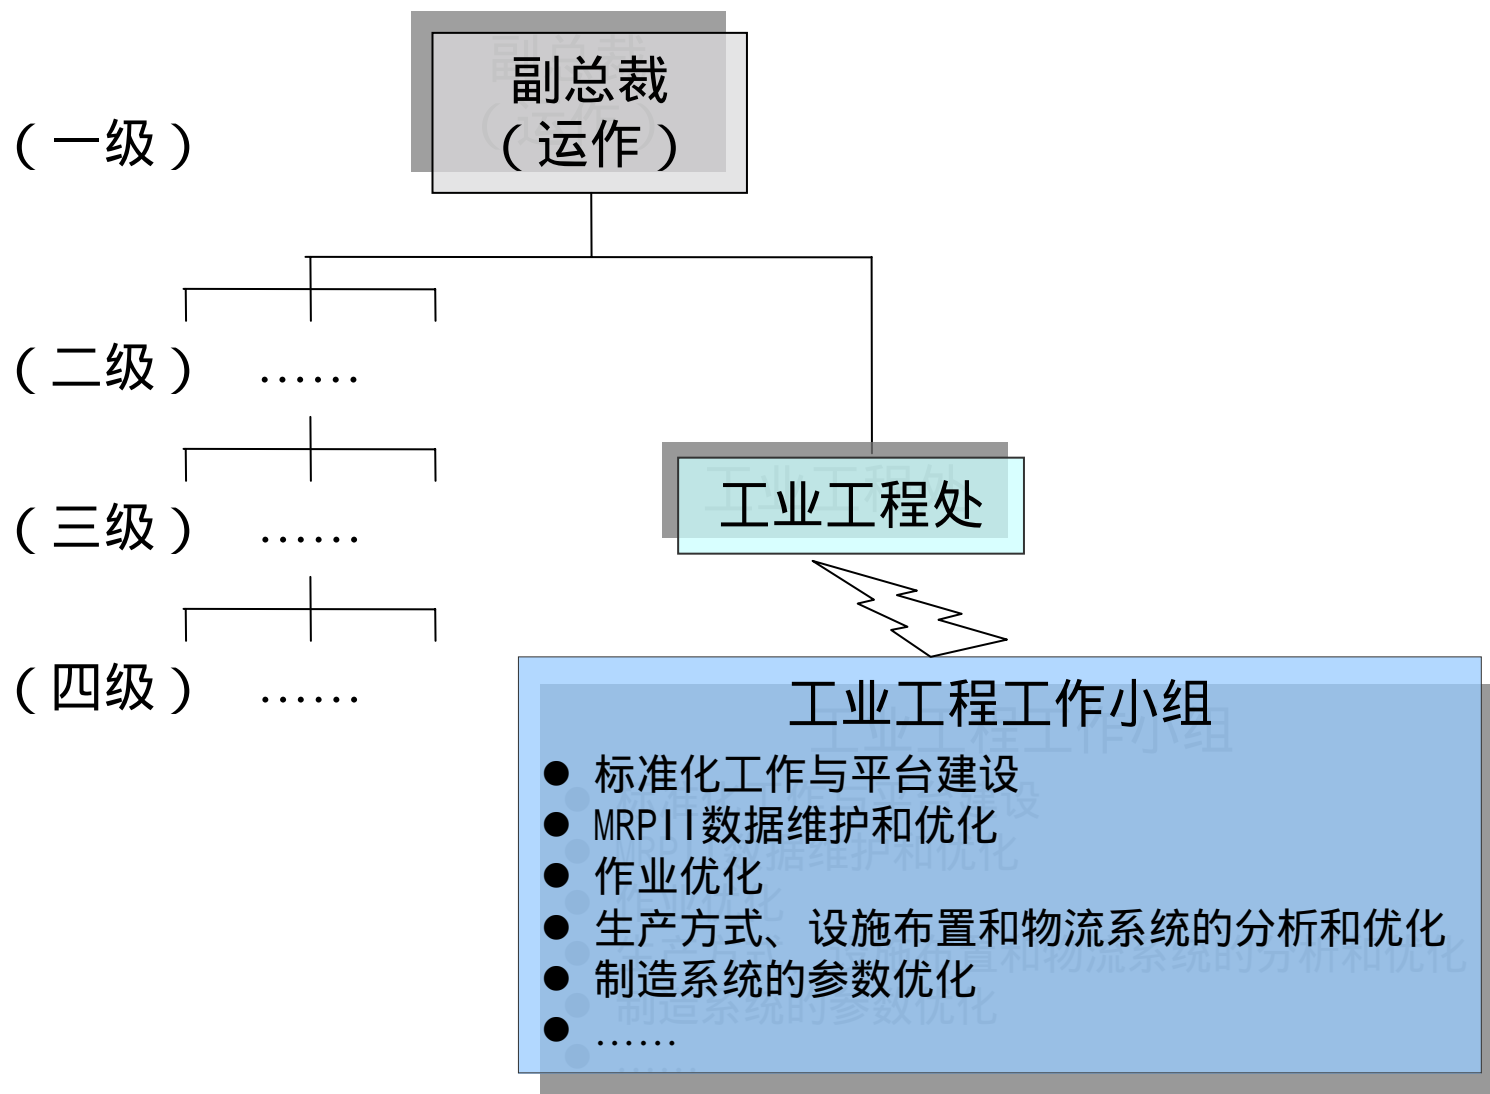 副总裁
（运作）
（一级）
（二级） ……
工业工程处
（三级） ……
（四级） ……
工业工程工作小组
● 标准化工作与平台建设
● MRPII数据维护和优化
● 作业优化
● 生产方式、设施布置和物流系统的分析和优化
● 制造系统的参数优化
● ……